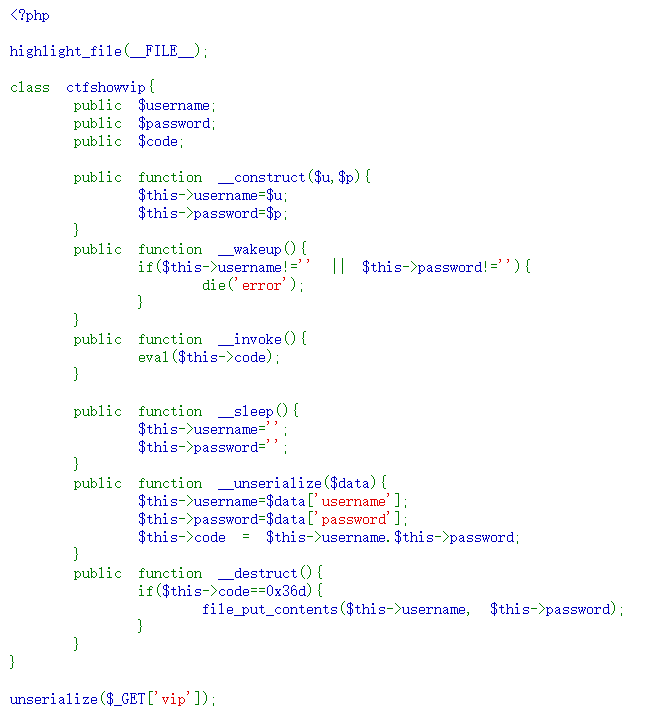 <?php
highlight_file(__FILE__);
class ctfshowvip{
public $username;
public $password;
public $code;
public function __construct($u,$p){
$this->username=$u;
$this->password=$p;
}
public function __wakeup(){
if($this->username!='' || $this->password!=''){
die('error');
}
}
public function __invoke(){
eval($this->code);
}
public function __sleep(){
$this->username='';
$this->password='';
}
public function __unserialize($data){
$this->username=$data['username'];
$this->password=$data['password'];
$this->code = $this->username.$this->password;
}
public function __destruct(){
if($this->code==0x36d){
file_put_contents($this->username, $this->password);
}
}
}
unserialize($_GET['vip']);